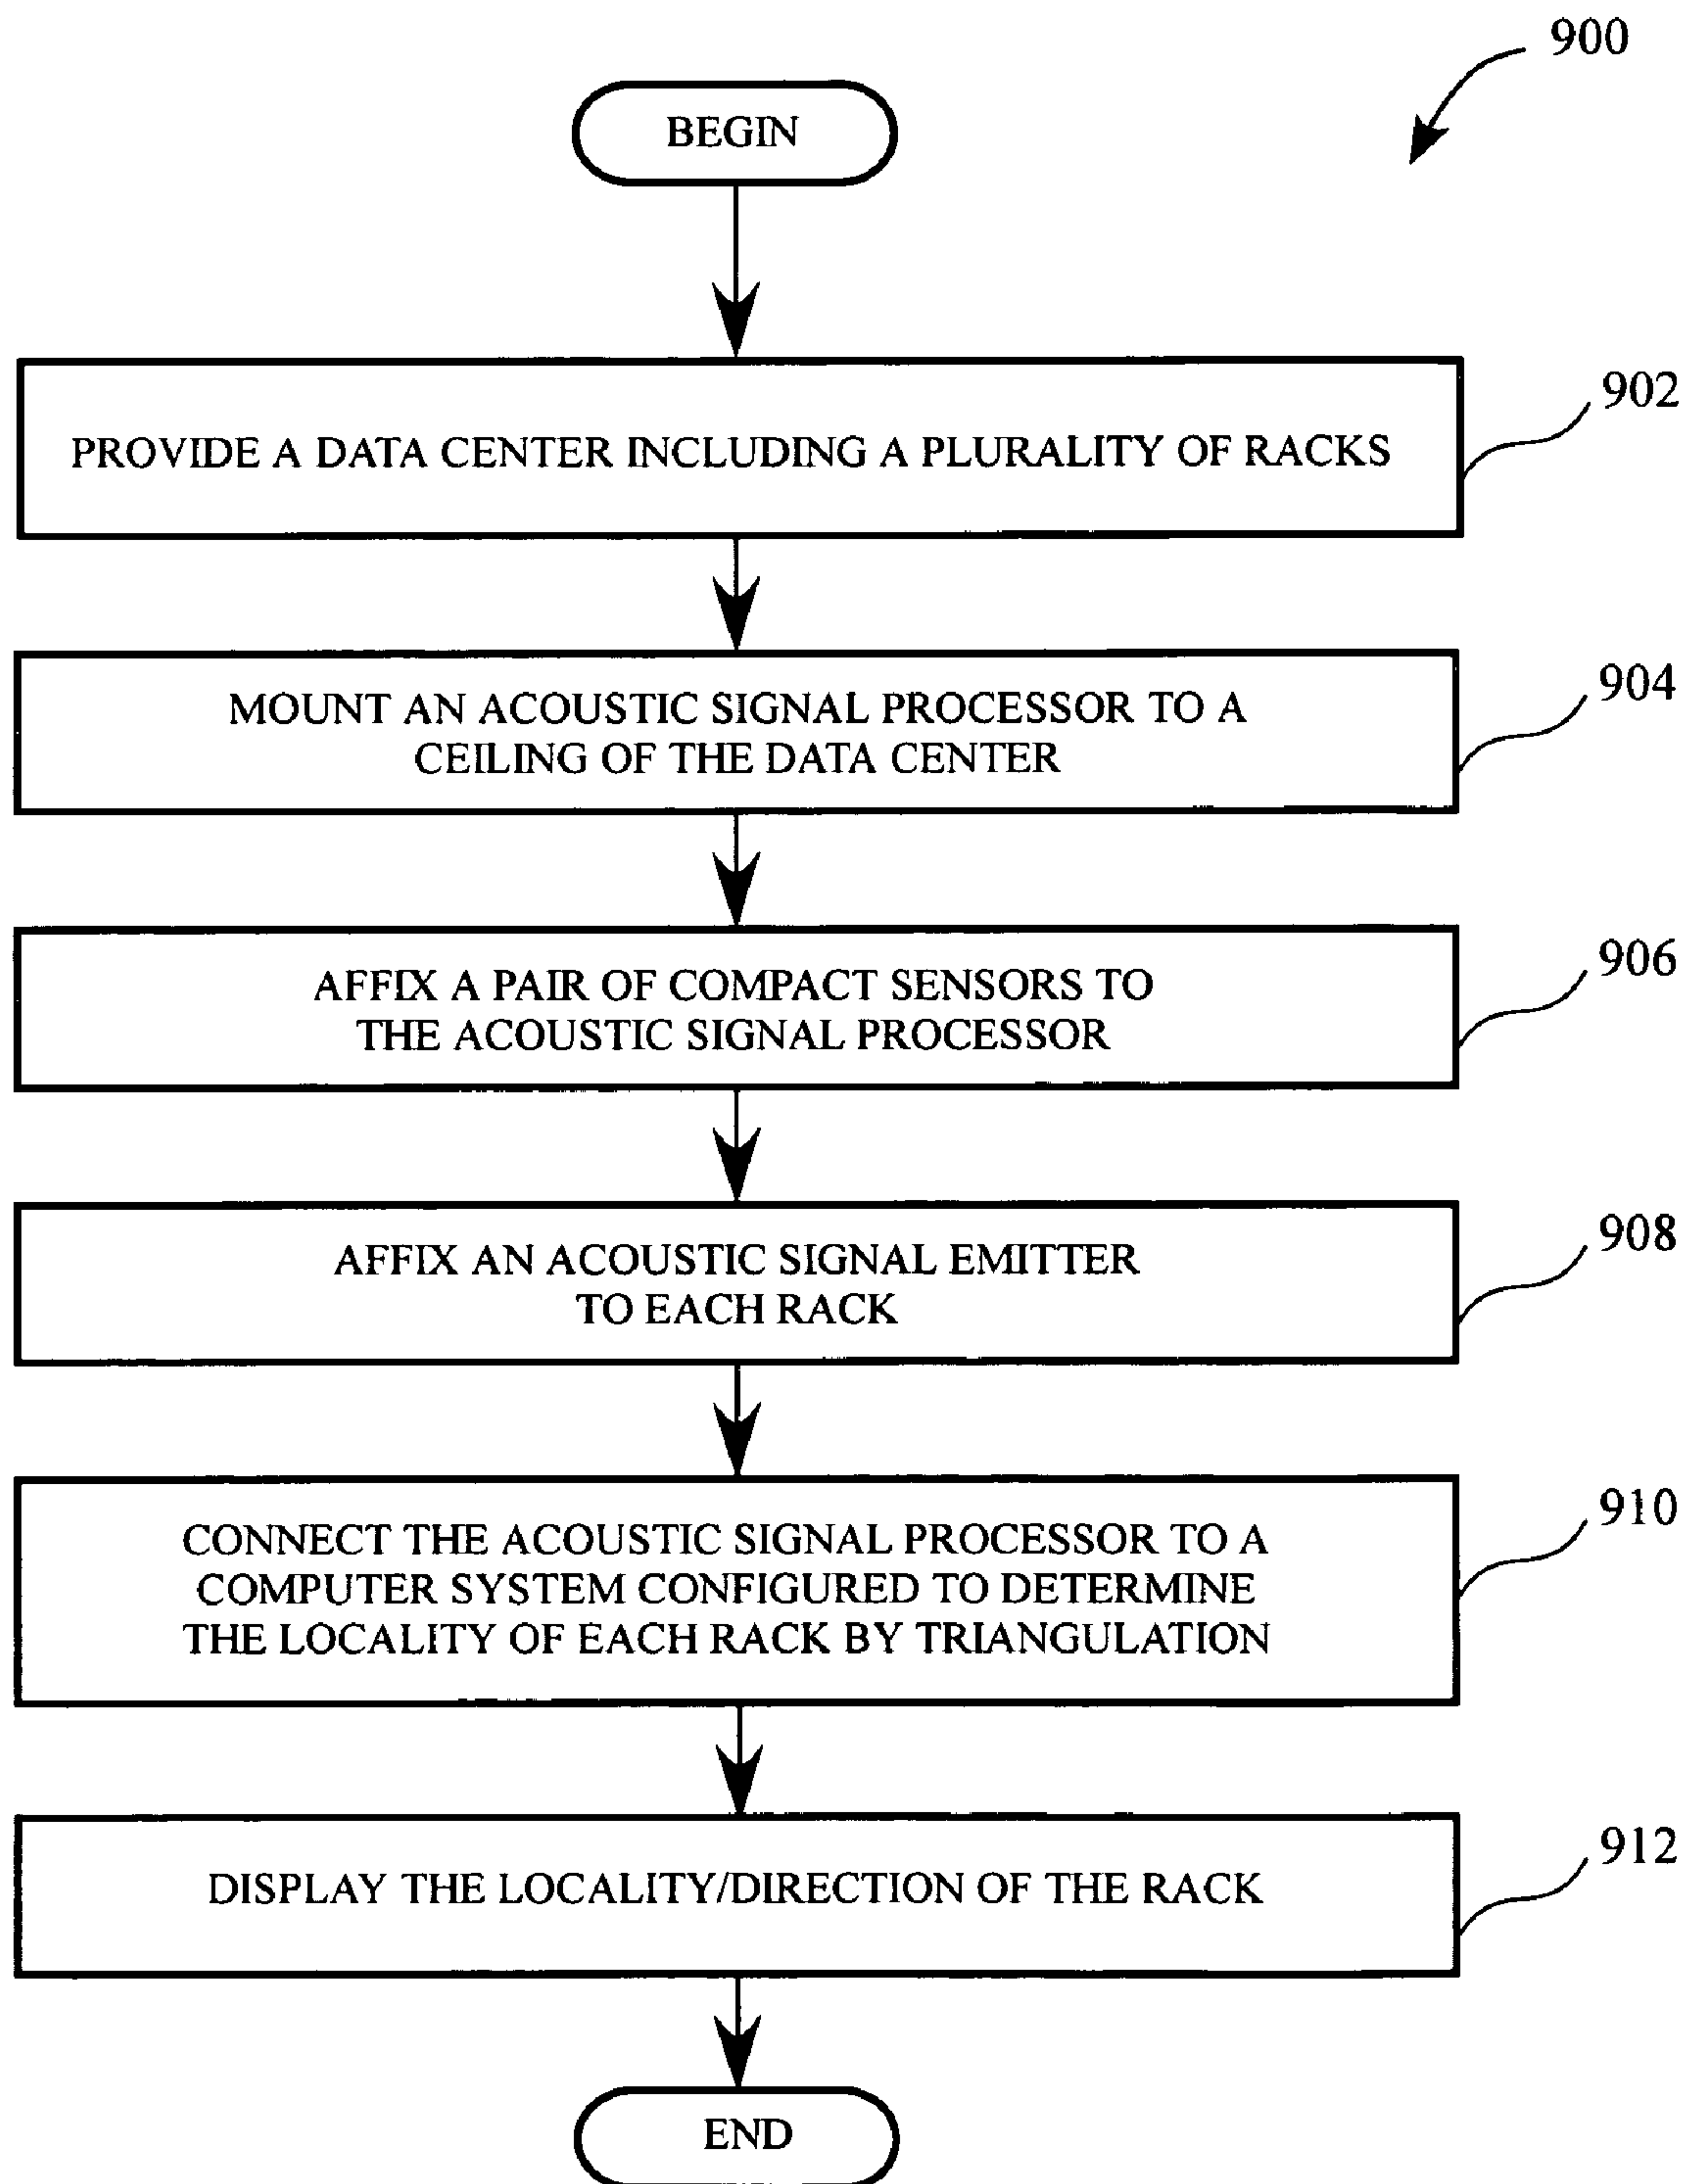 900
BEGIN
902
PROVIDE A DATA CENTER INCLUDING A PLURALITY OF RACKS
904
MOUNT AN ACOUSTIC SIGNAL PROCESSOR TO A
CEILING OF THE DATA CENTER
906
AFFIX A PAIR OF COMPACT SENSORS TO
THE ACOUSTIC SIGNAL PROCESSOR
908
AFFIX AN ACOUSTIC SIGNAL EMITTER
TO EACH RACK
910
CONNECT THE ACOUSTIC SIGNAL PROCESSOR TO A
COMPUTER SYSTEM CONFIGURED TO DETERMINE
THE LOCALITY OF EACH RACK BY TRIANGULATION
912
DISPLAY THE LOCALITY/DIRECTION OF THE RACK
END